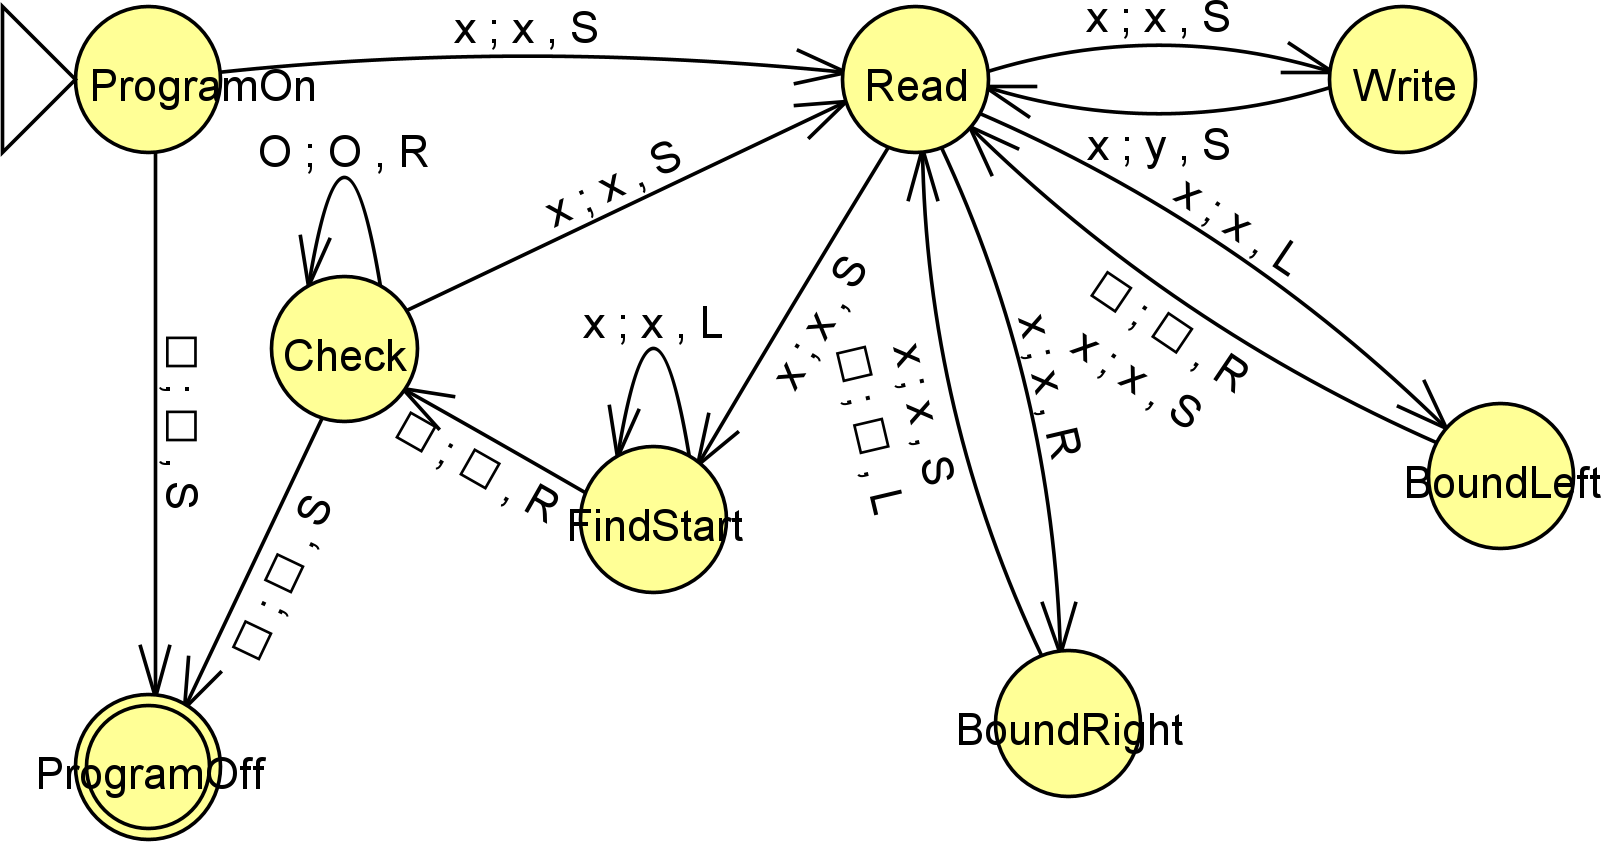 x ; x , S
x ; x , S
ProgramOn
Read
Write
O ; O , R
x ; y , S
x ; x , S
x ; x , L
x ; x , S
□ ; □ , R
x ; x , S
x ; x , L
x ; x , R
x ; x , S
□ ; □ , L
□ ; □ , S
Check
□ ; □ , R
BoundLeft
FindStart
□ ; □ , S
BoundRight
ProgramOff